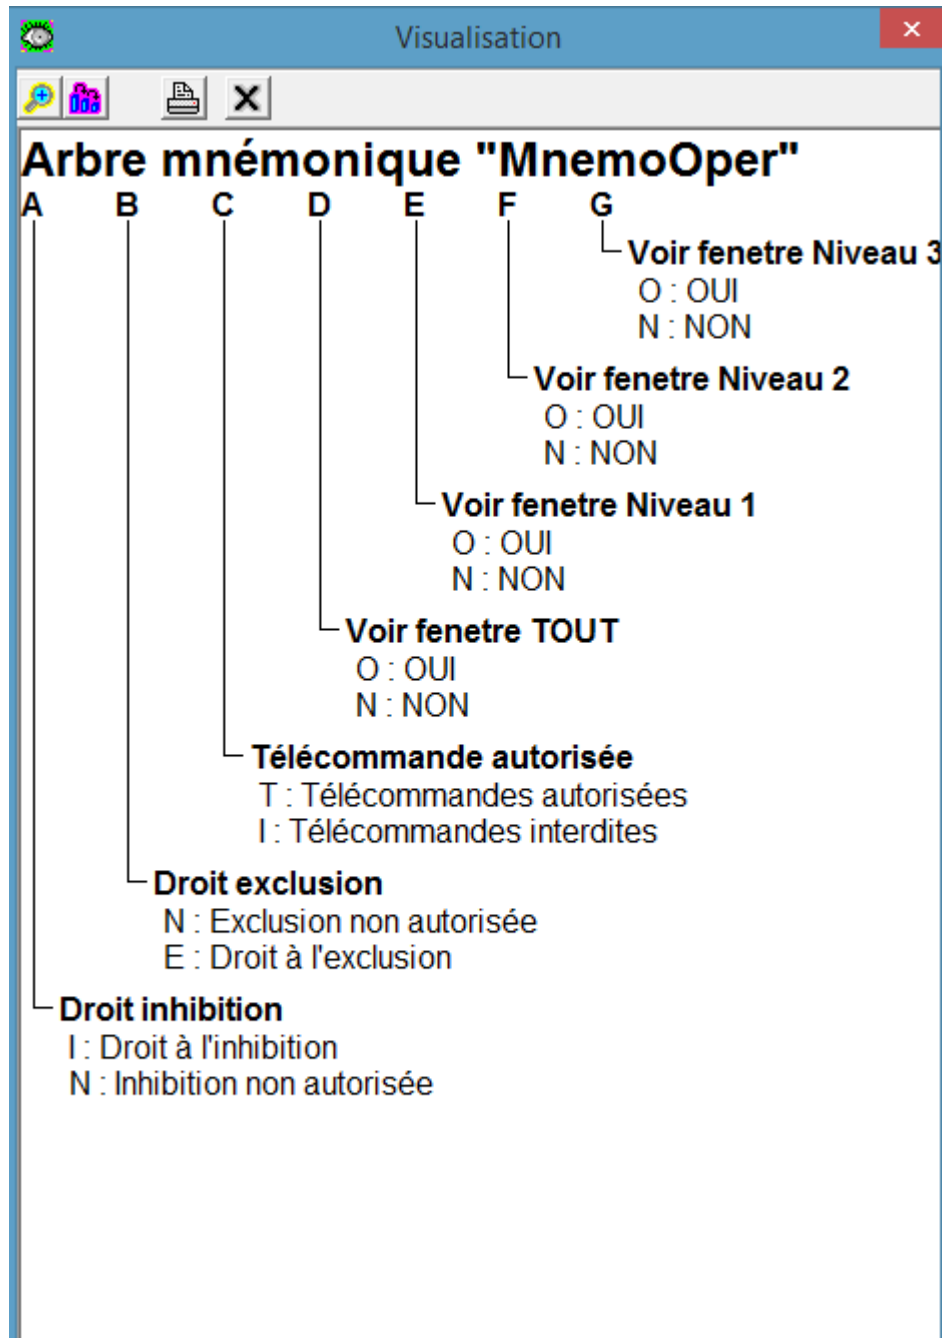 Visualisation
Arbre mnémonique "MnemoOper"
A B C D E F G
Voir fenetre Niveau 3
O : OUI
N : NON
Voir fenetre Niveau 2
O : OUI
N : NON
Voir fenetre Niveau 1
O : OUI
N : NON
Voir fenetre TOUT
O : OUI
N : NON
Télécommande autorisée
T : Télécommandes autorisées
I : Télécommandes interdites
Droit exclusion
N : Exclusion non autorisée
E : Droit à l'exclusion
Droit inhibition
I : Droit à l'inhibition
N : Inhibition non autorisée